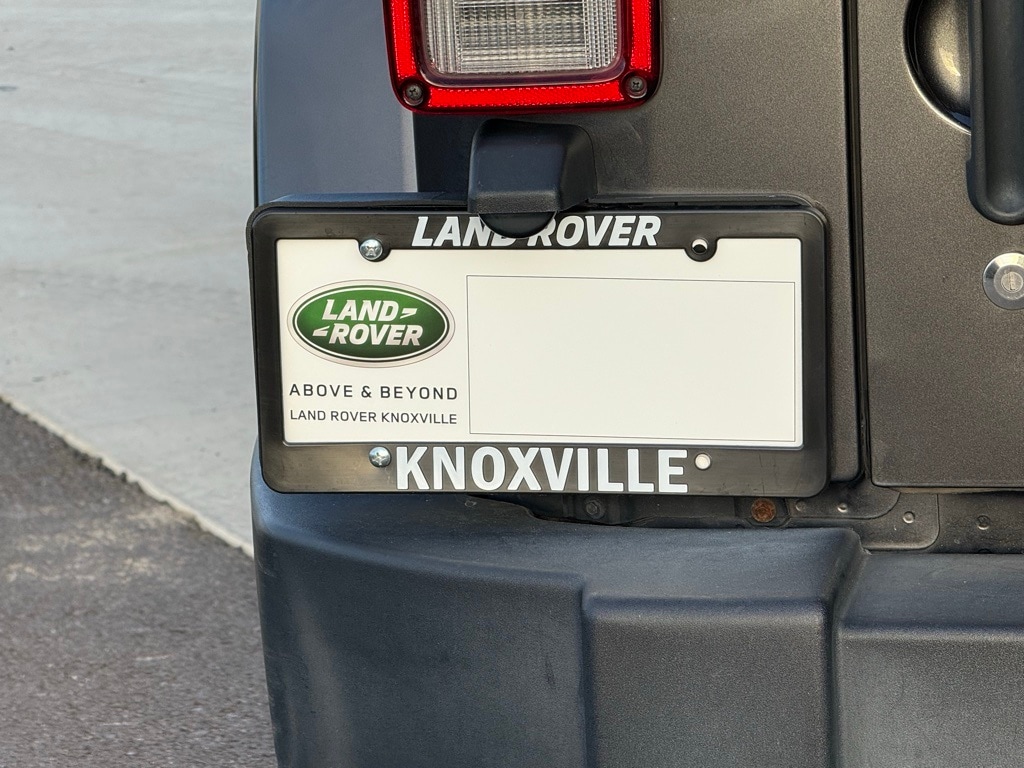 LAND ROVER
LAND
ROVER
ABOVE & BEYOND
LAND ROVER KNOXVILLE
KNOXVILLE